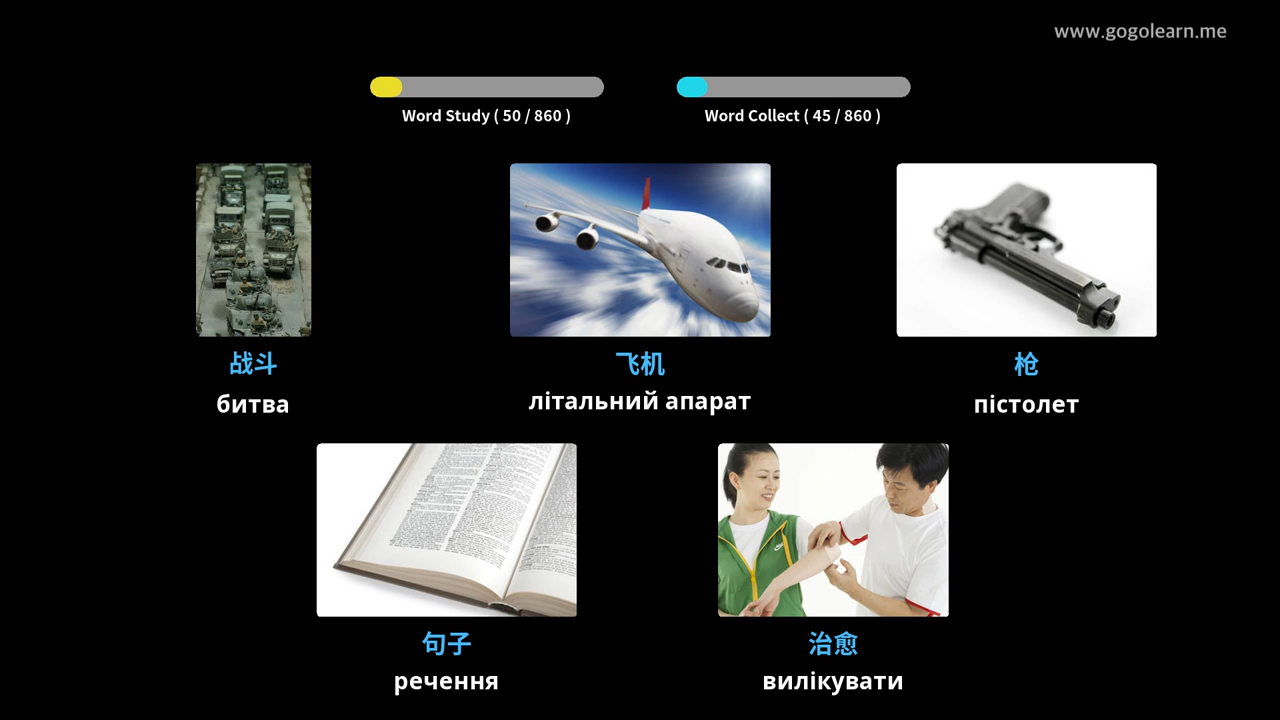 www.gogolearn.me
Word Study ( 50 / 860 )
Word Collect ( 45 / 860 )
战斗
битва
飞机
літальний апарат
枪
пістолет
句子
речення
治愈
вилікувати